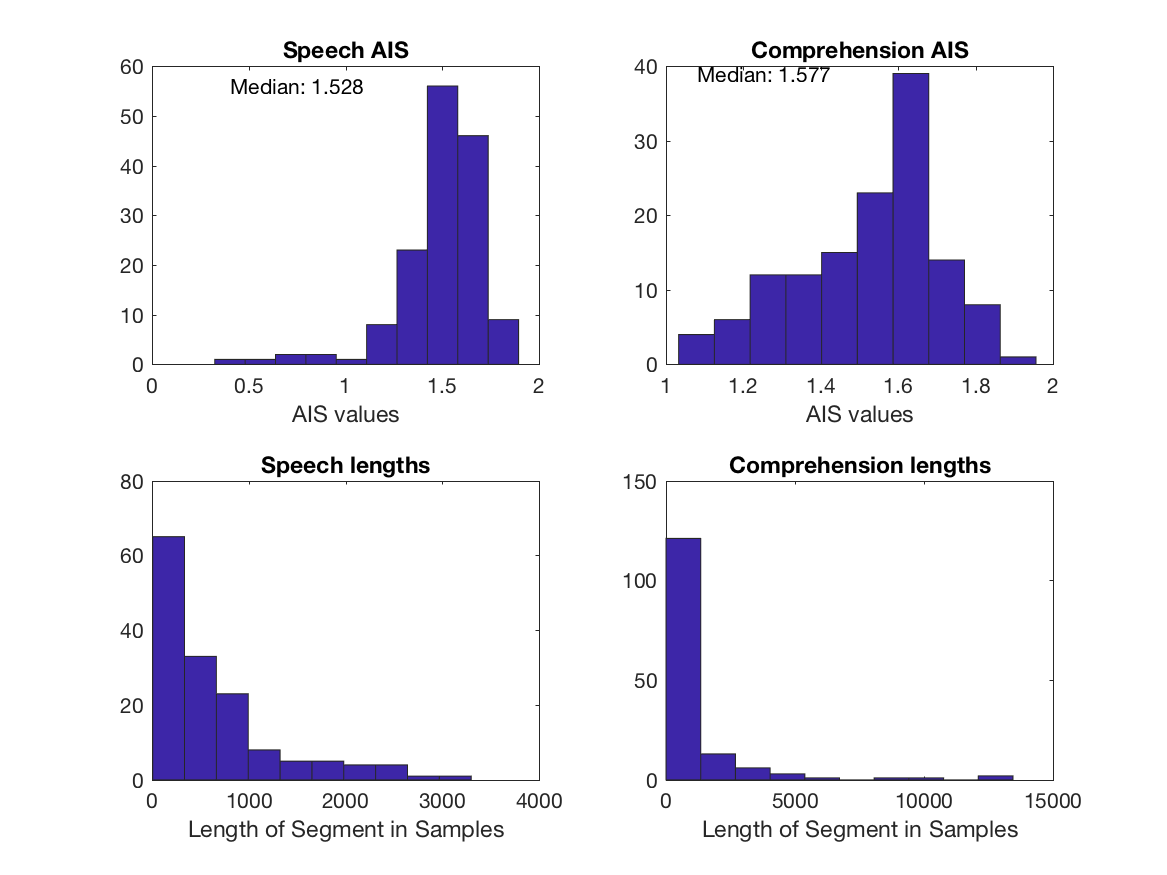 Speech AIS
Median: 1.528
60
50
40
30
20
10
0
0 0.5 1 1.5 2
AIS values
Comprehension AIS
Median: 1.577
40
30
20
10
0
1 1.2 1.4 1.6 1.8 2
AIS values
Speech lengths
80
60
40
20
0
0 1000 2000 3000 4000
Length of Segment in Samples
Comprehension lengths
150
100
50
0
0 5000 10000 15000
Length of Segment in Samples